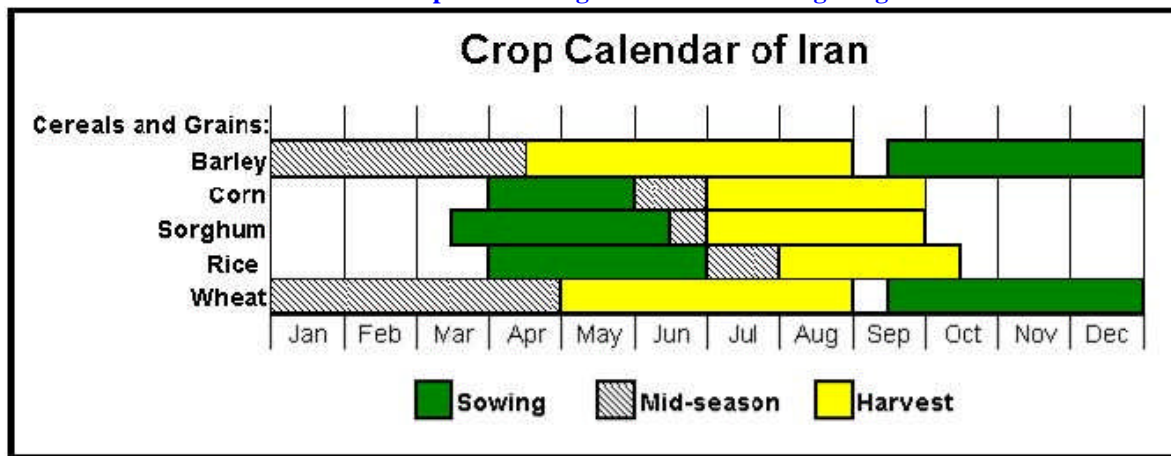 Crop Calendar of Iran
Cereals and Grains:
Barley
Corn
Sorghum
Rice
Wheat
Jan Feb Mar Apr May Jun Jul Aug Sep Oct Nov Dec
Sowing Mid-season Harvest